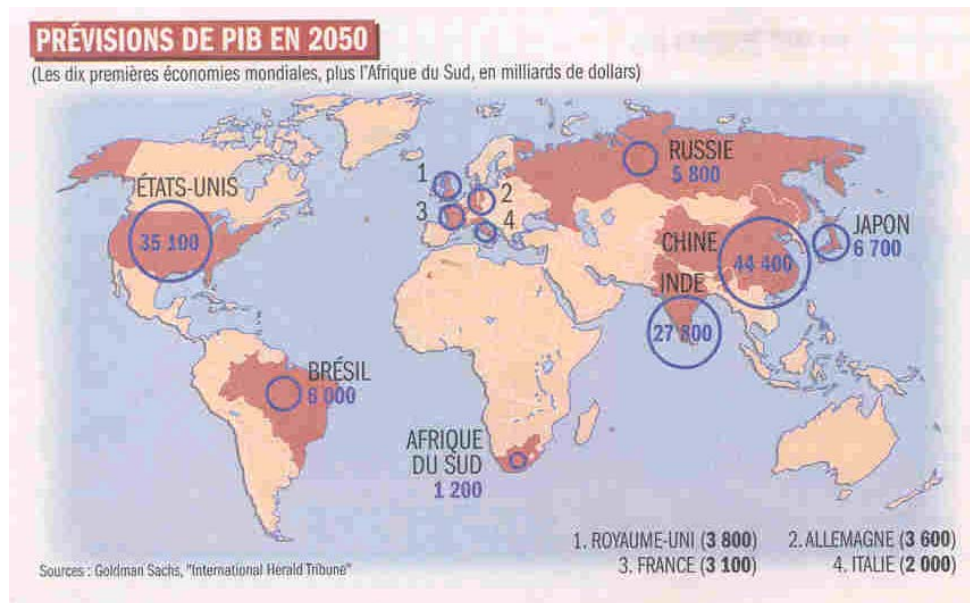 PRÉVISIONS DE PIB EN 2050
(Les dix premières économies mondiales, plus l'Afrique du Sud, en milliards de dollars)
ÉTATS-UNIS
35 100
1
2
3
4
RUSSIE
5 800
JAPON
6 700
CHINE
44 400
INDE
27 800
BRÉSIL
6 000
AFRIQUE
DU SUD
1 200
1. ROYAUME-UNI (3 800)
2. ALLEMAGNE (3 600)
3. FRANCE (3 100)
4. ITALIE (2 000)
Sources : Goldman Sachs, "International Herald Tribune"